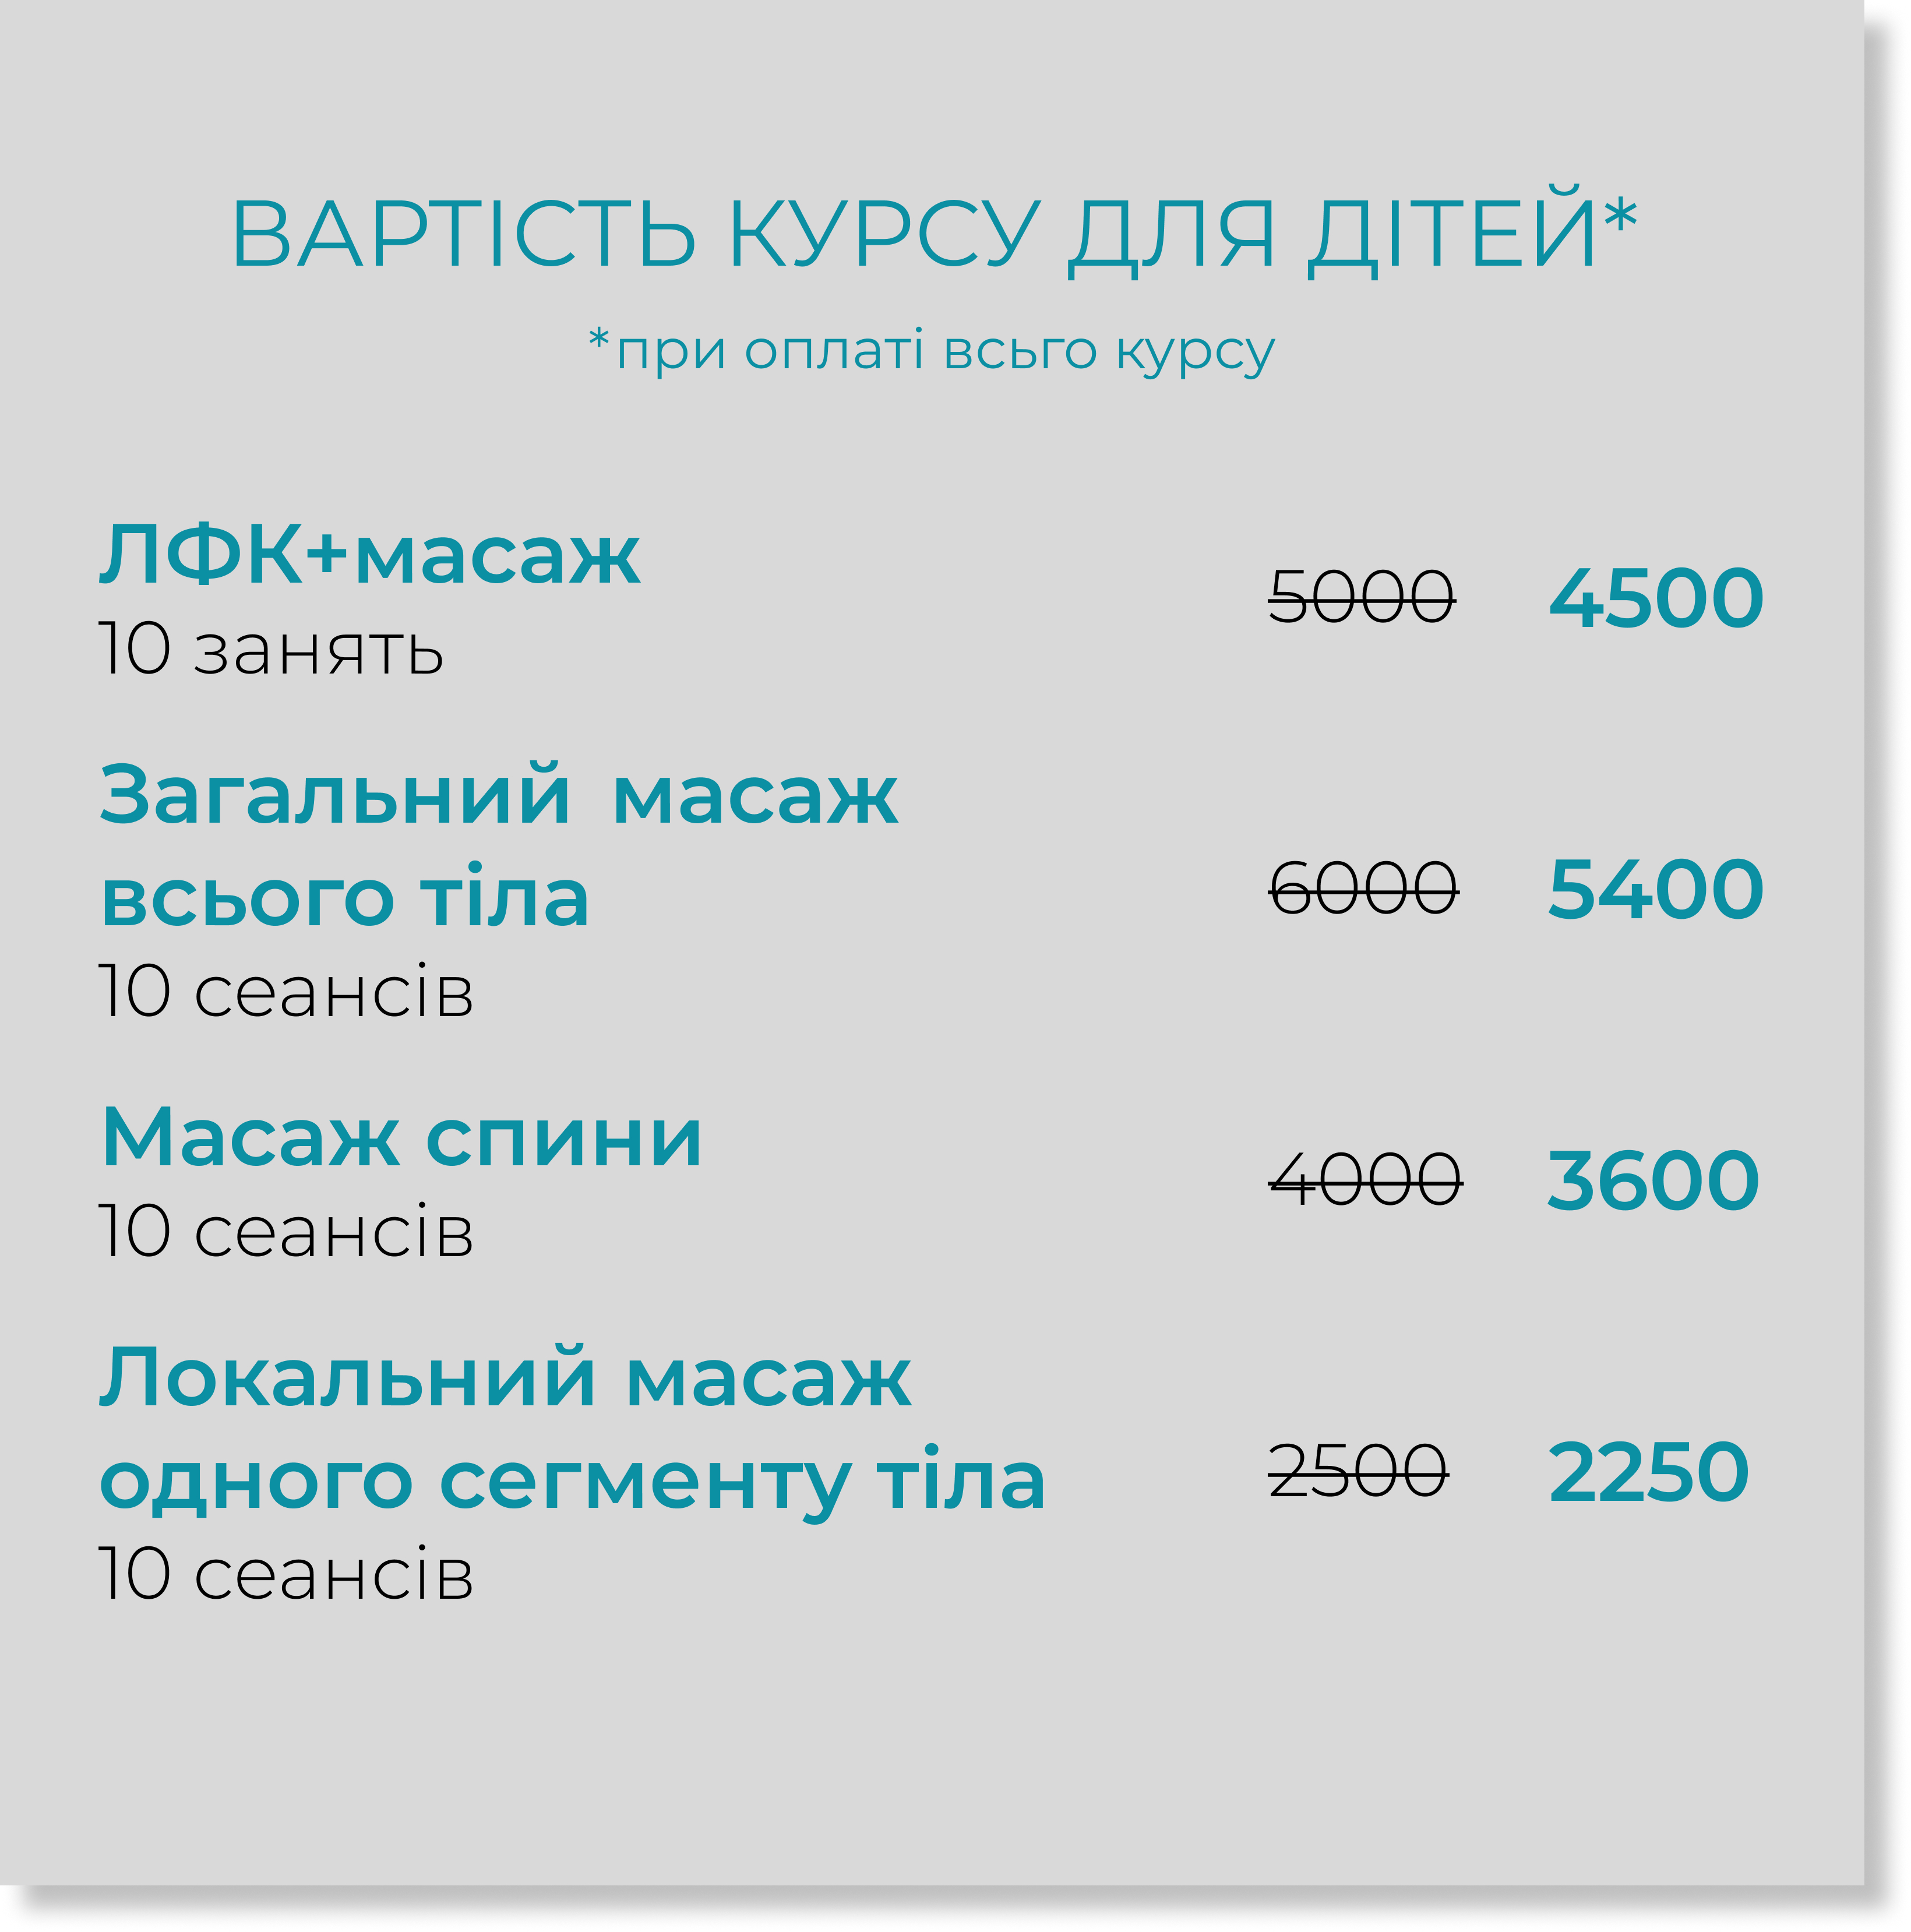 ВАРТІСТЬ КУРСУ ДЛЯ ДІТЕЙ*
*при оплаті всього курсу
ЛФК+масаж
10 занять
5000 4500
Загальний масаж
всього тіла
10 сеансів
6000 5400
Масаж спини
10 сеансів
4000 3600
Локальний масаж
одного сегменту тіла
10 сеансів
2500 2250